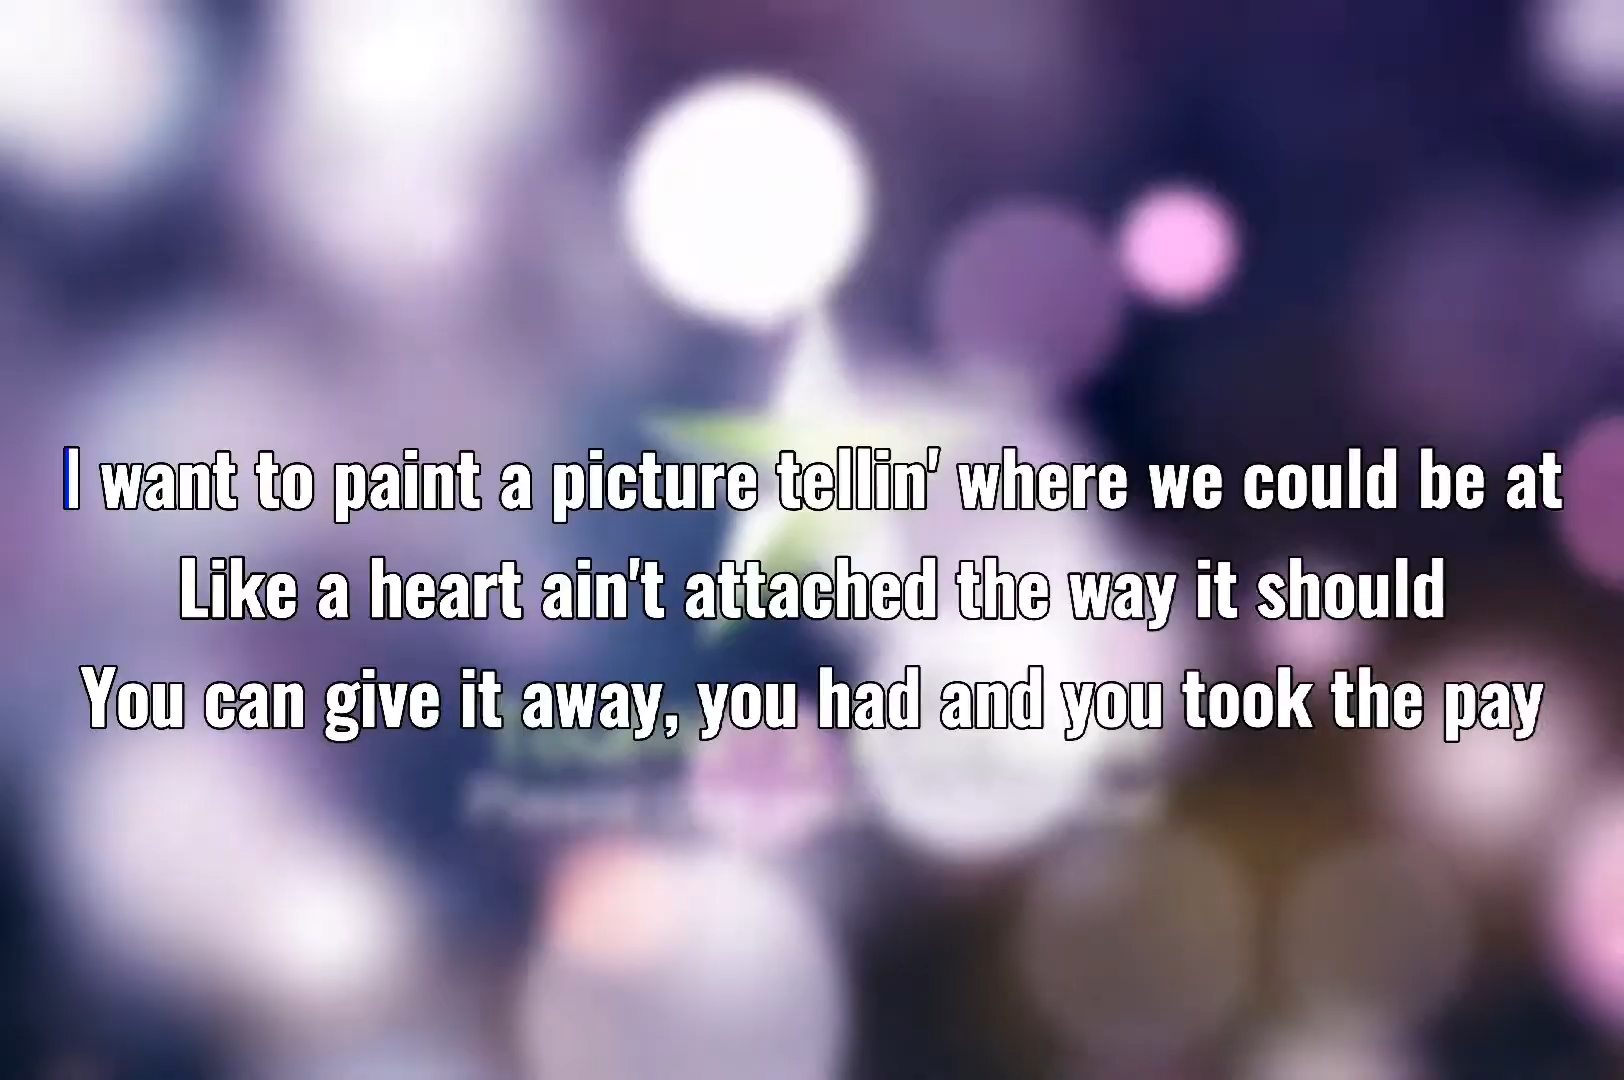 I want to paint a picture tellin' where we could be at
Like a heart ain't attached the way it should
You can give it away, you had and you took the pay